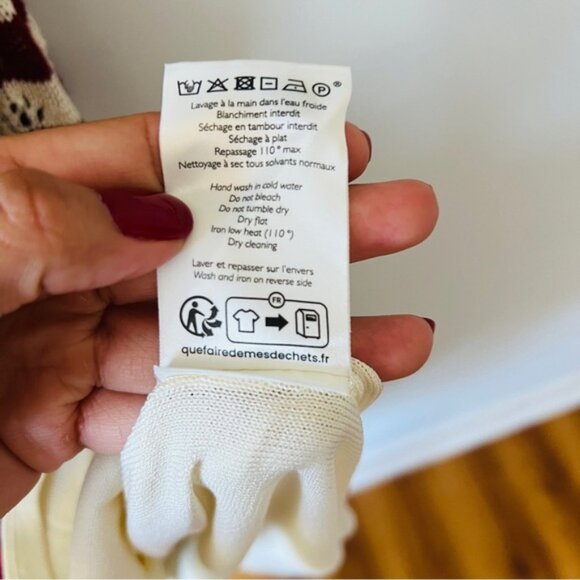 P ®
Lavage à la main dans l'eau froide
Blanchiment interdit
Séchage en tambour interdit
Séchage à plat
Repassage 110° max
Nettoyage à sec tous solvants normaux
Hand wash in cold water
Do not bleach
Do not tumble dry
Dry flat
Iron low heat (110°)
Dry cleaning
Laver et repasser sur l'envers
Wash and iron on reverse side
FR
quefairedemesdechets.fr